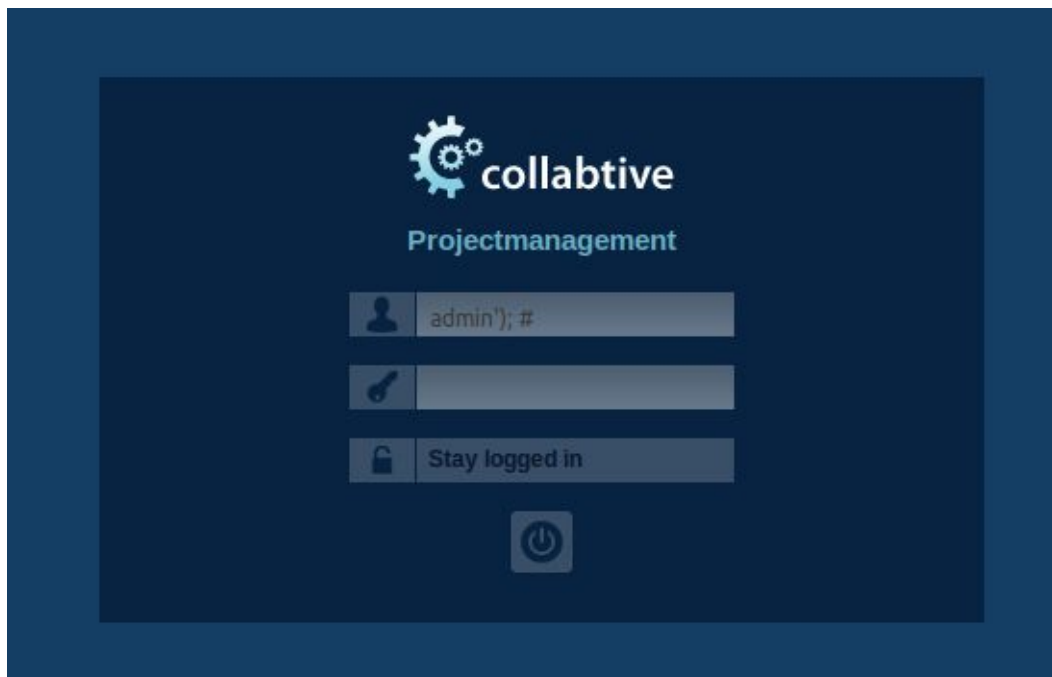 collabtive
Projectmanagement
admin'); #
Stay logged in